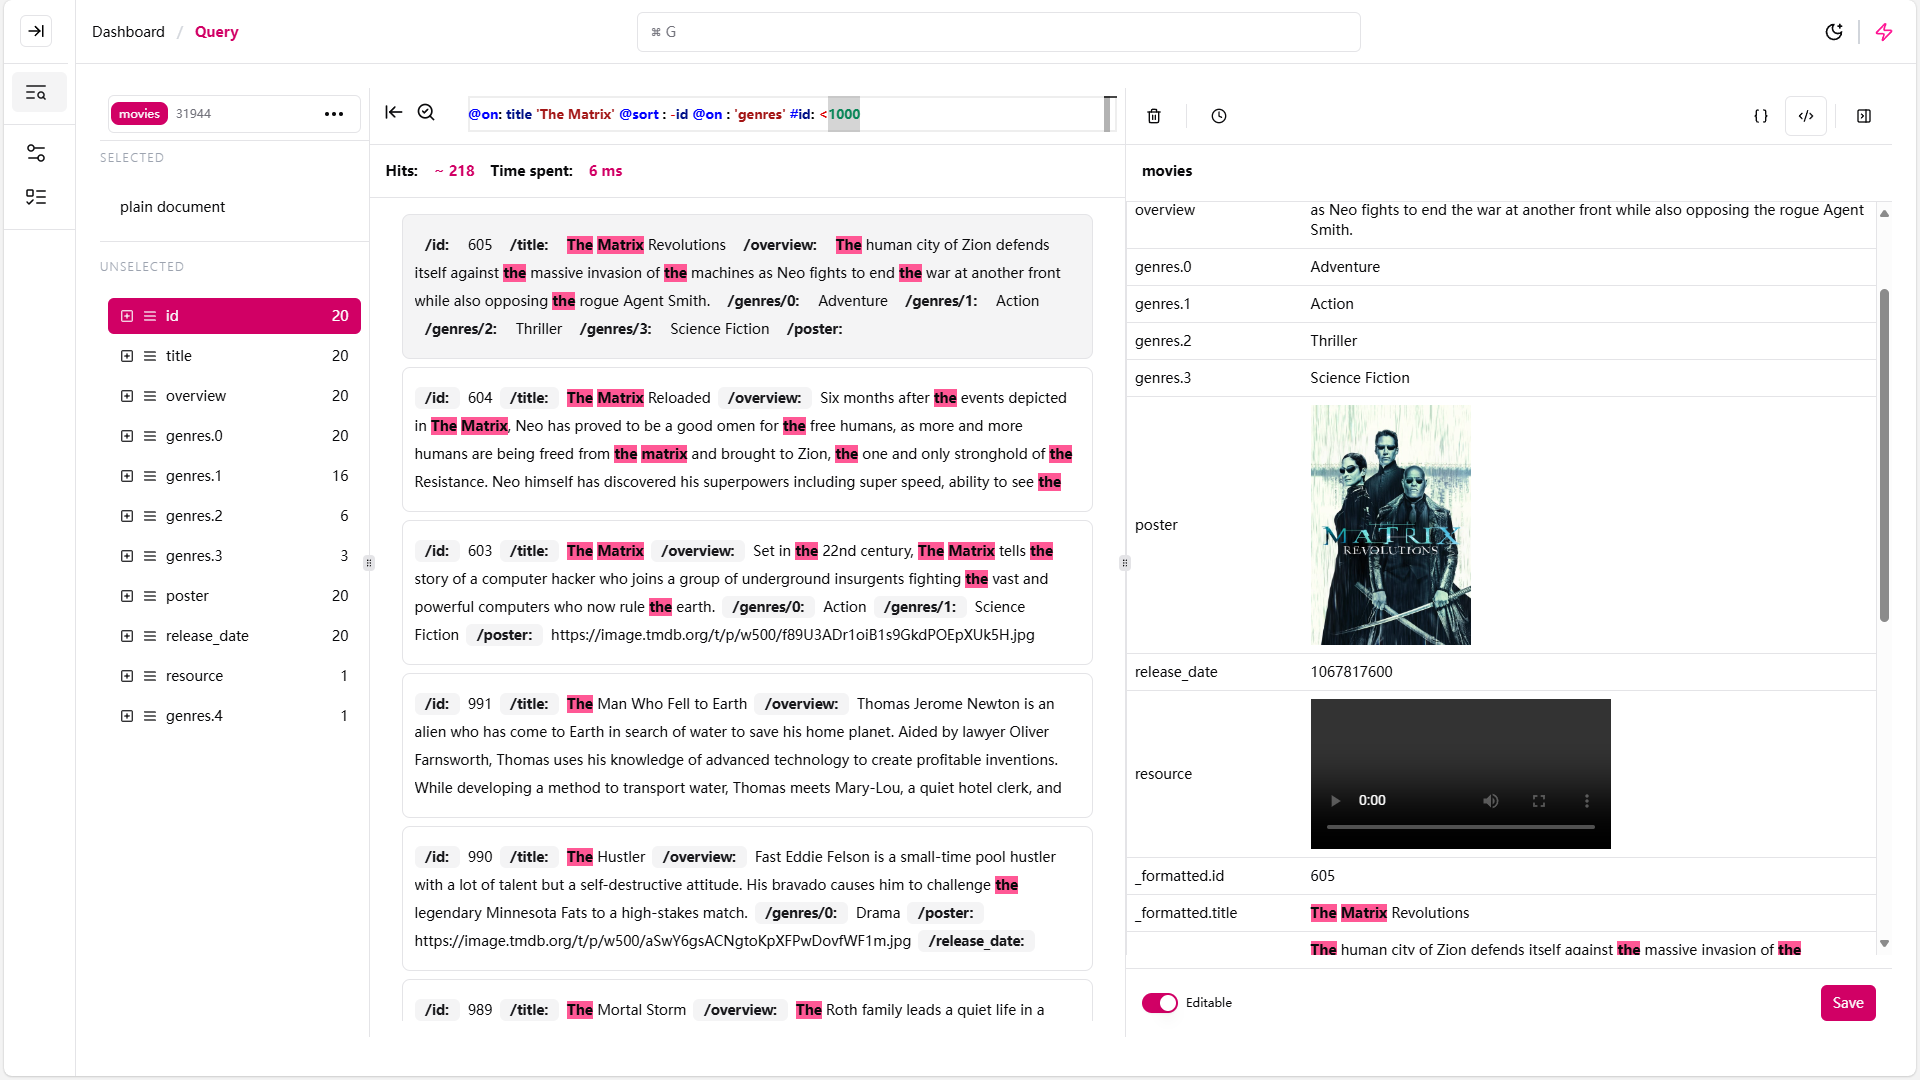 Dashboard / Query
⌘ G
movies 31944 •••
SELECTED
plain document
UNSELECTED
id 20
title 20
overview 20
genres.0 20
genres.1 16
genres.2 6
genres.3 3
poster 20
release_date 20
resource 1
genres.4 1
@on: title 'The Matrix' @sort : -id @on : 'genres' #id: <1000
Hits: ~ 218 Time spent: 6 ms
/id: 605 /title: The Matrix Revolutions /overview: The human city of Zion defends
itself against the massive invasion of the machines as Neo fights to end the war at another front
while also opposing the rogue Agent Smith. /genres/0: Adventure /genres/1: Action
/genres/2: Thriller /genres/3: Science Fiction /poster:
/id: 604 /title: The Matrix Reloaded /overview: Six months after the events depicted
in The Matrix, Neo has proved to be a good omen for the free humans, as more and more
humans are being freed from the matrix and brought to Zion, the one and only stronghold of the
Resistance. Neo himself has discovered his superpowers including super speed, ability to see the
/id: 603 /title: The Matrix /overview: Set in the 22nd century, The Matrix tells the
story of a computer hacker who joins a group of underground insurgents fighting the vast and
powerful computers who now rule the earth. /genres/0: Action /genres/1: Science
Fiction /poster: https://image.tmdb.org/t/p/w500/f89U3ADr1oiB1s9GkdPOEpXUk5H.jpg
/id: 991 /title: The Man Who Fell to Earth /overview: Thomas Jerome Newton is an
alien who has come to Earth in search of water to save his home planet. Aided by lawyer Oliver
Farnsworth, Thomas uses his knowledge of advanced technology to create profitable inventions.
While developing a method to transport water, Thomas meets Mary-Lou, a quiet hotel clerk, and
/id: 990 /title: The Hustler /overview: Fast Eddie Felson is a small-time pool hustler
with a lot of talent but a self-destructive attitude. His bravado causes him to challenge the
legendary Minnesota Fats to a high-stakes match. /genres/0: Drama /poster:
https://image.tmdb.org/t/p/w500/aSwY6gsACNgtoKpXFPwDovfWF1m.jpg /release_date:
/id: 989 /title: The Mortal Storm /overview: The Roth family leads a quiet life in a
{} </>
movies
overview as Neo fights to end the war at another front while also opposing the rogue Agent
Smith.
genres.0 Adventure
genres.1 Action
genres.2 Thriller
genres.3 Science Fiction
poster
THE
MATRIX
REVOLUTIONS
release_date 1067817600
resource
0:00
_formatted.id 605
_formatted.title The Matrix Revolutions
The human city of Zion defends itself against the massive invasion of the
Editable
Save